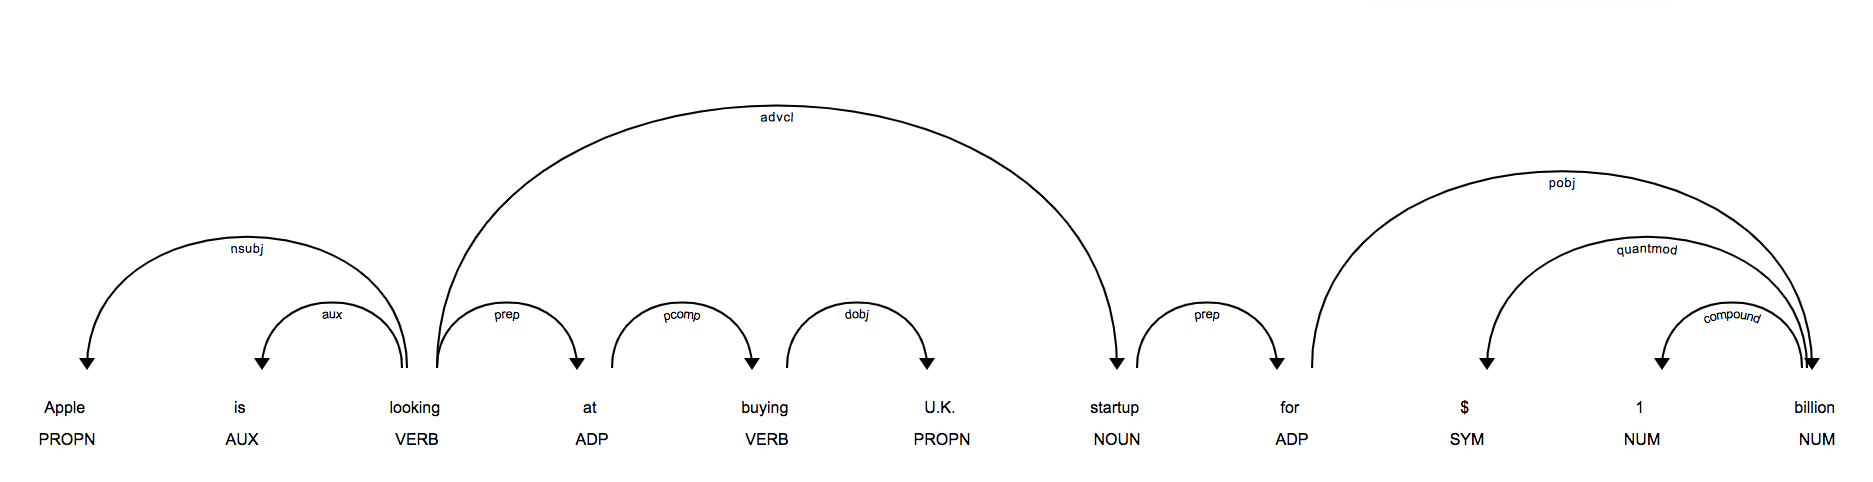 advcl
pobj
nsubj quantmod
aux prep pcomp dobj prep compound
Apple is looking at buying U.K. startup for $ 1 billion
PROPN AUX VERB ADP VERB PROPN NOUN ADP SYM NUM NUM